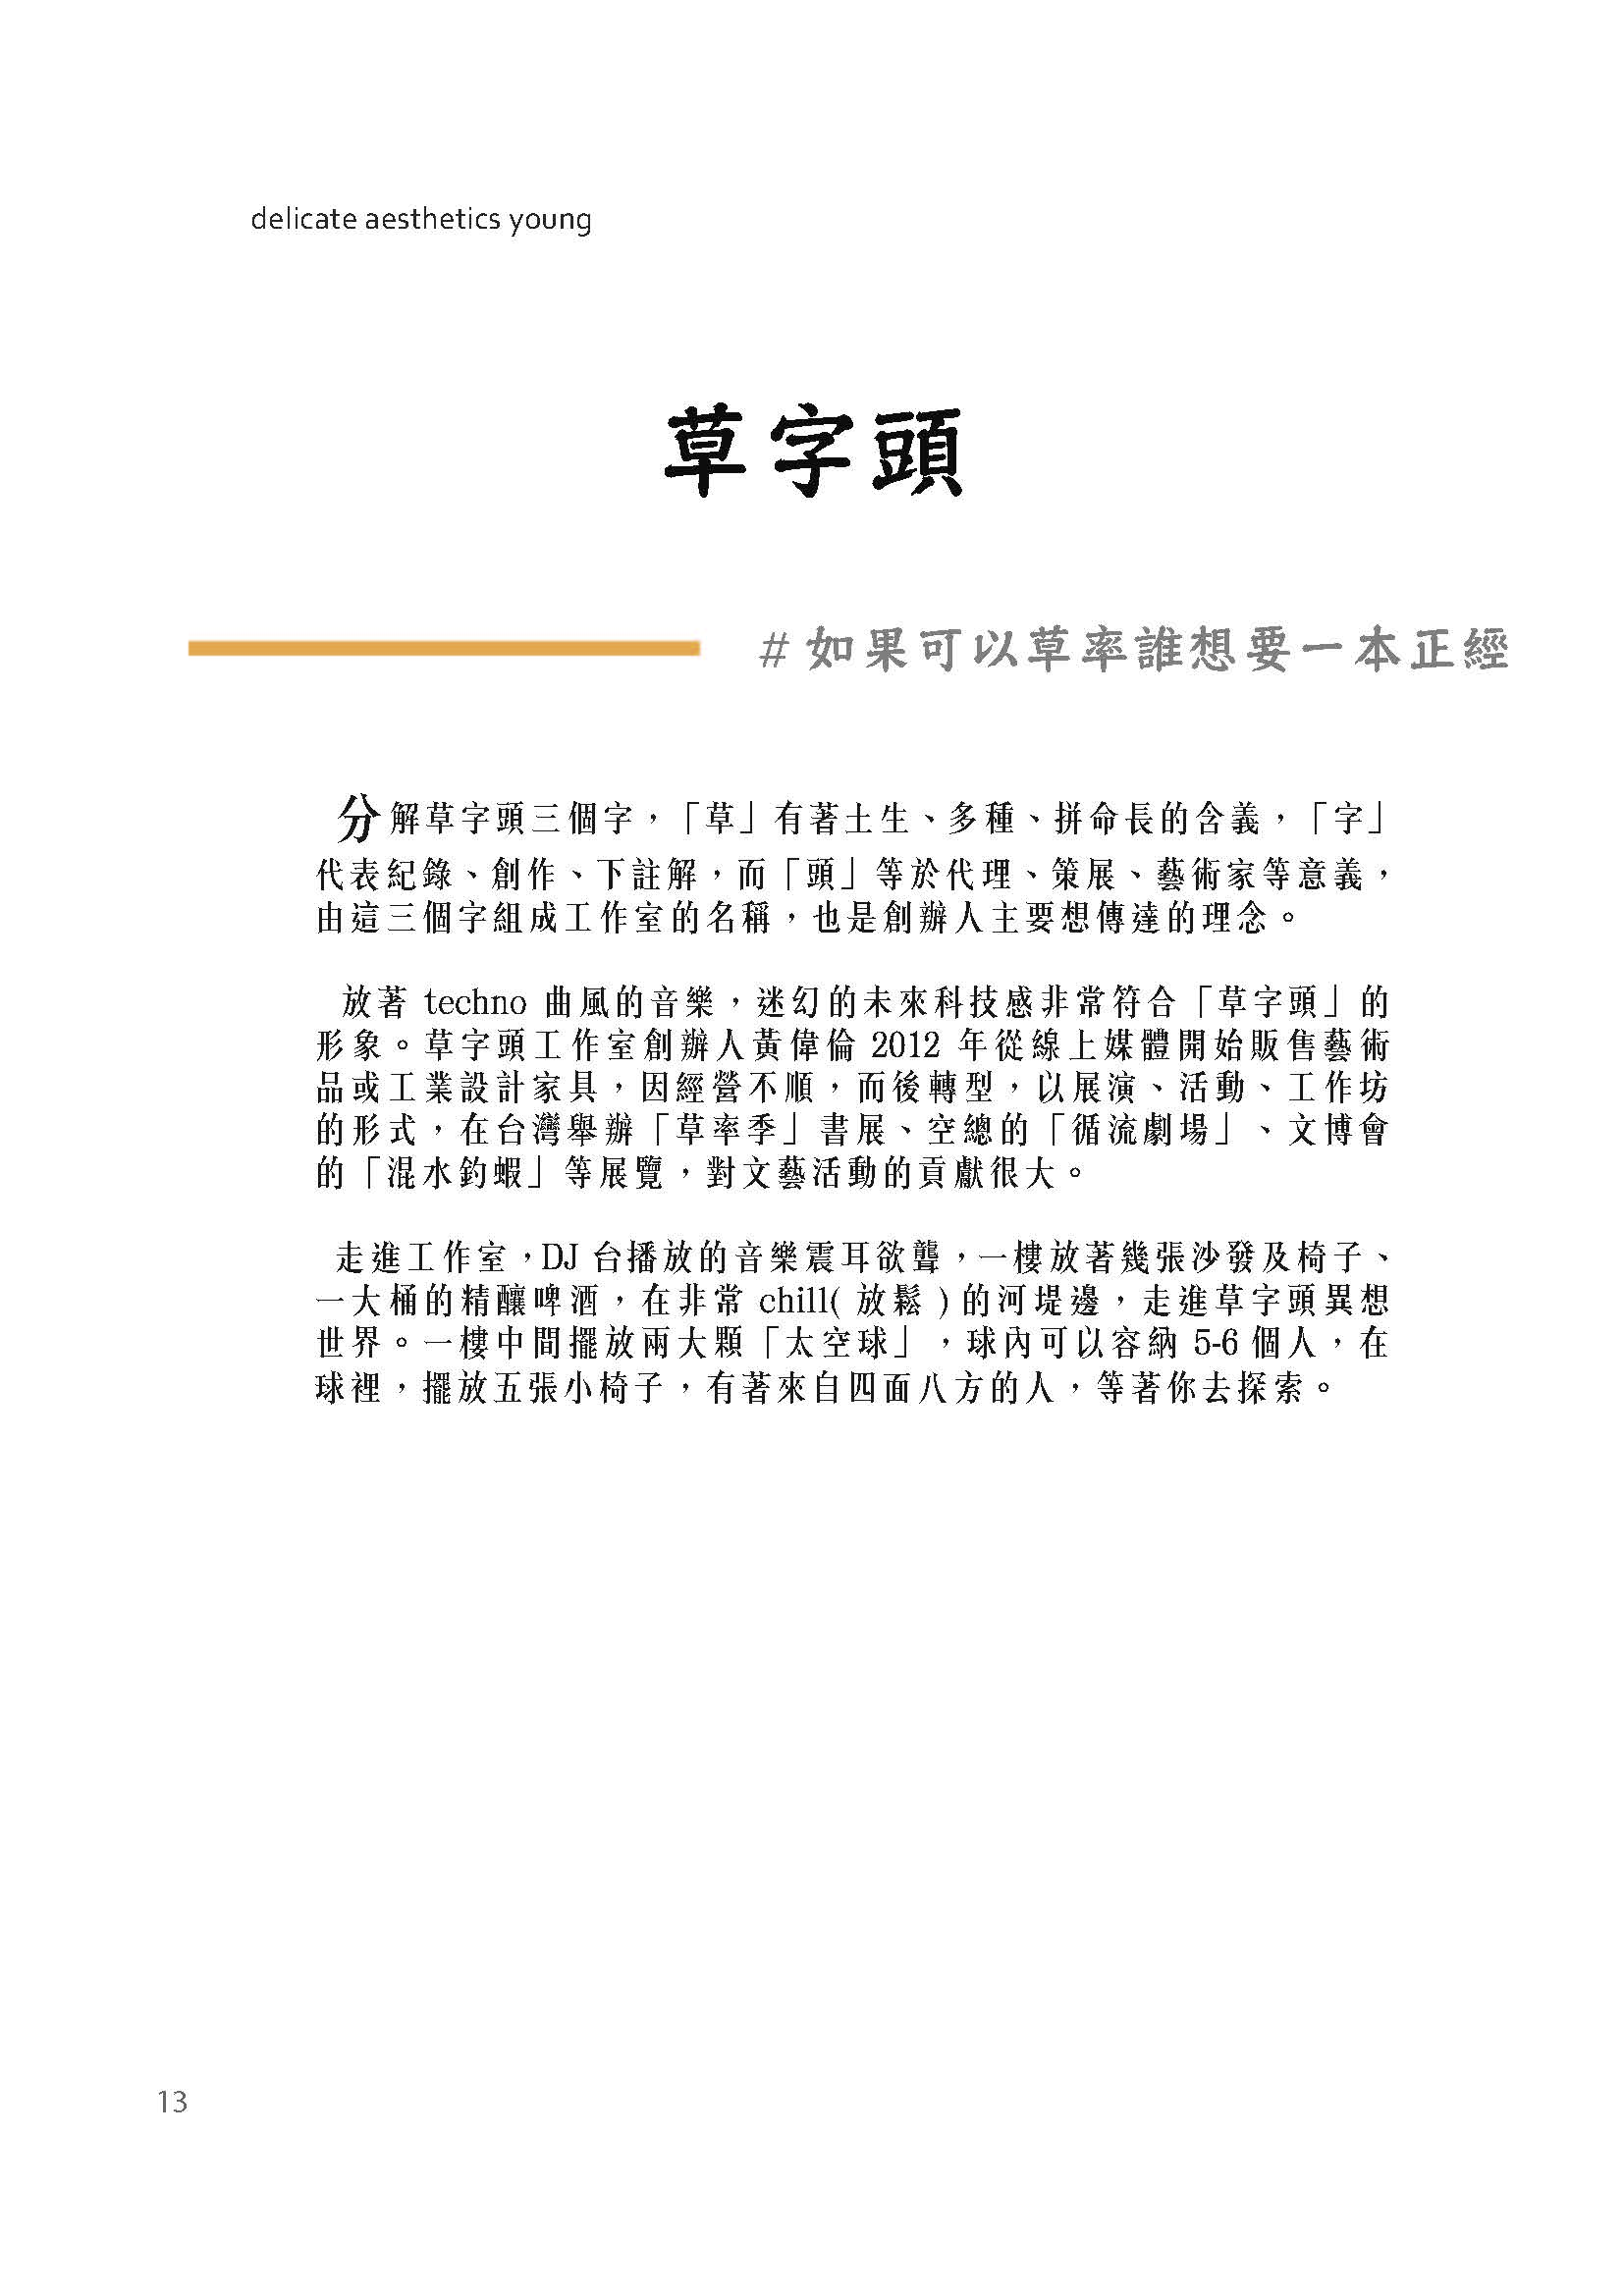 delicate aesthetics young
草字頭
# 如果可以草率誰想要一本正經
分解草字頭三個字，「草」有著土生、多種、拼命長的含義，「字」
代表紀錄、創作、下註解，而「頭」等於代理、策展、藝術家等意義，
由這三個字組成工作室的名稱，也是創辦人主要想傳達的理念。
放著 techno 曲風的音樂，迷幻的未來科技感非常符合「草字頭」的
形象。草字頭工作室創辦人黃偉倫 2012 年從線上媒體開始販售藝術
品或工業設計家具，因經營不順，而後轉型，以展演、活動、工作坊
的形式，在台灣舉辦「草率季」書展、空總的「循流劇場」、文博會
的「混水釣蝦」等展覽，對文藝活動的貢獻很大。
走進工作室，DJ 台播放的音樂震耳欲聾，一樓放著幾張沙發及椅子、
一大桶的精釀啤酒，在非常 chill( 放鬆 ) 的河堤邊，走進草字頭異想
世界。一樓中間擺放兩大顆「太空球」，球內可以容納 5-6 個人，在
球裡，擺放五張小椅子，有著來自四面八方的人，等著你去探索。
13